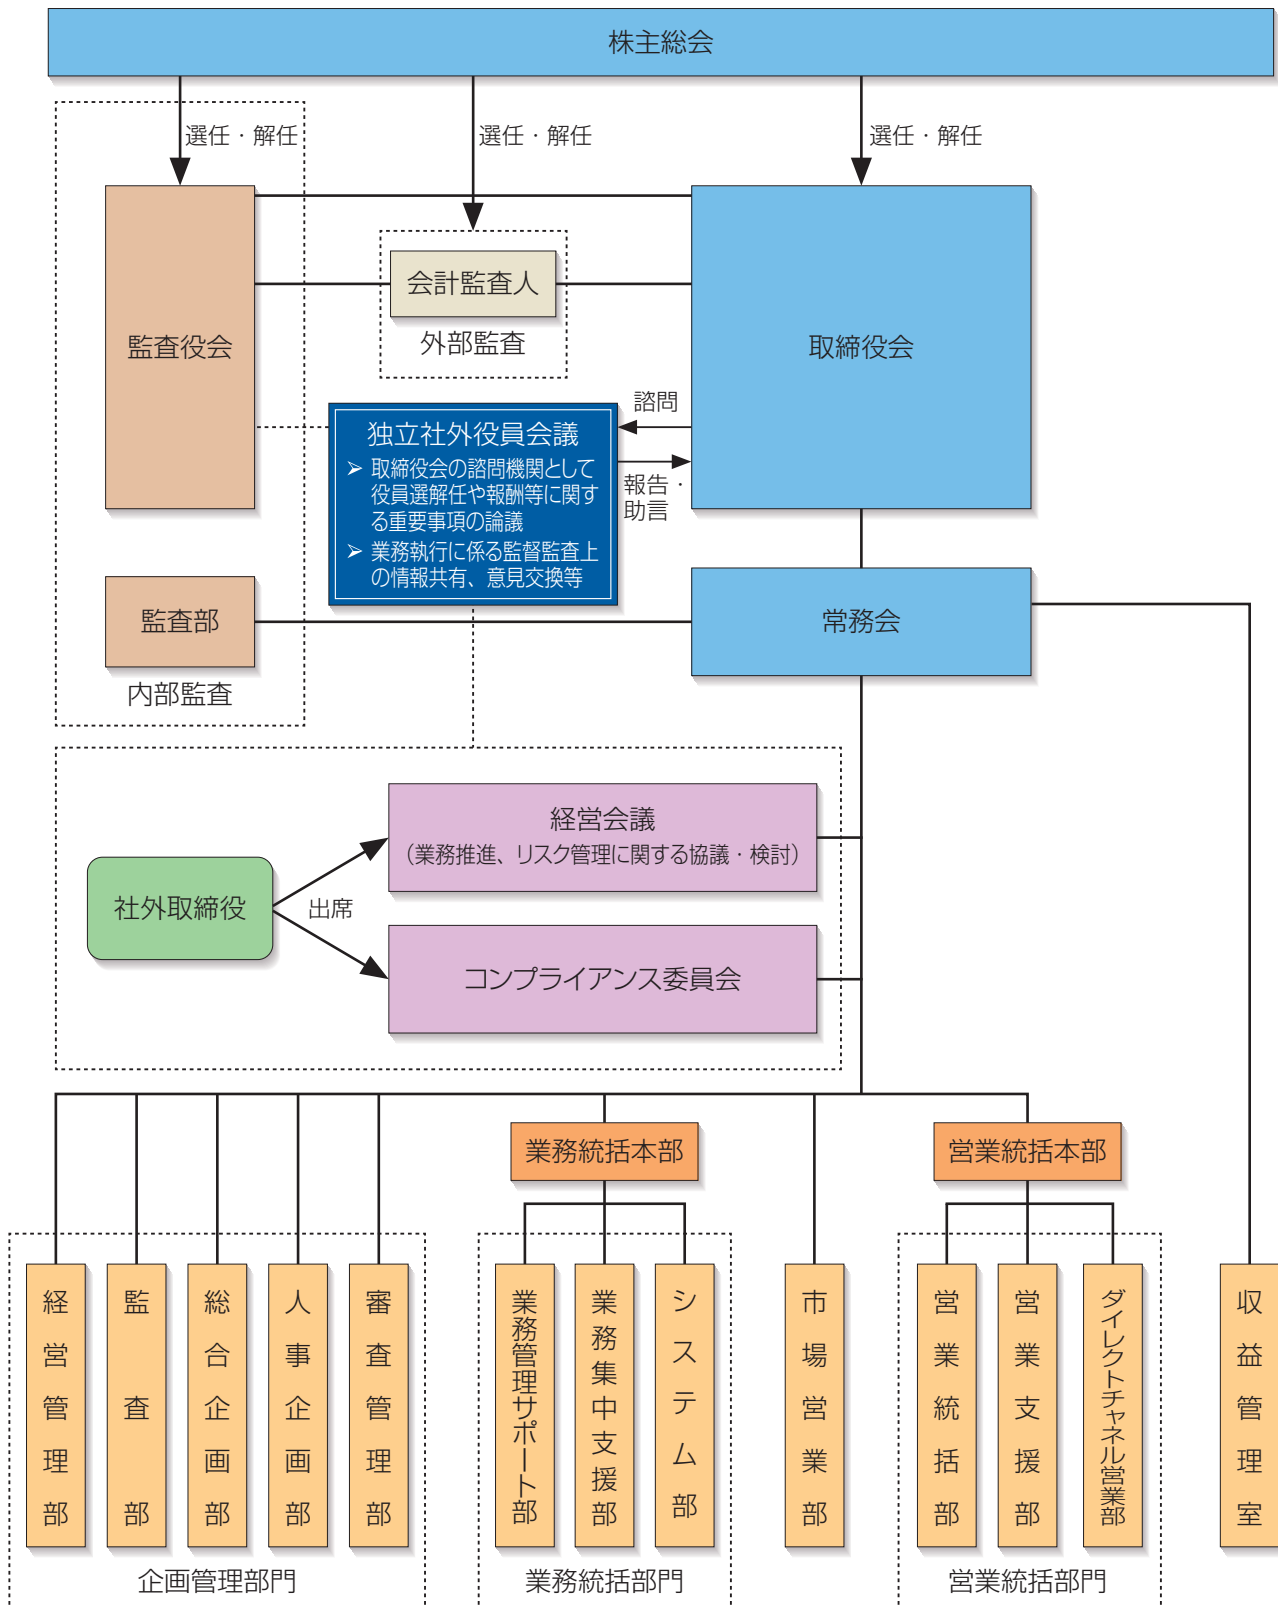 株主総会
選任・解任
選任・解任
選任・解任
監査役会
会計監査人
外部監査
取締役会
諮問
報告・
助言
独立社外役員会議
➢ 取締役会の諮問機関として
役員選解任や報酬等に関す
る重要事項の論議
➢ 業務執行に係る監督監査上
の情報共有、意見交換等
監査部
内部監査
常務会
経営会議
（業務推進、リスク管理に関する協議・検討）
社外取締役
出席
コンプライアンス委員会
業務統括本部
営業統括本部
経営管理部
監査部
総合企画部
人事企画部
審査管理部
業務管理サポート部
業務集中支援部
システム部
市場営業部
営業統括部
営業支援部
ダイレクトチャネル営業部
収益管理室
企画管理部門
業務統括部門
営業統括部門